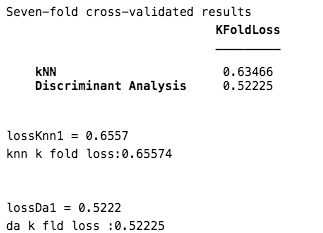 Seven-fold cross-validated results
KFoldLoss
kNN 0.63466
Discriminant Analysis 0.52225
lossKnn1 = 0.6557
knn k fold loss:0.65574
lossDa1 = 0.5222
da k fld loss :0.52225